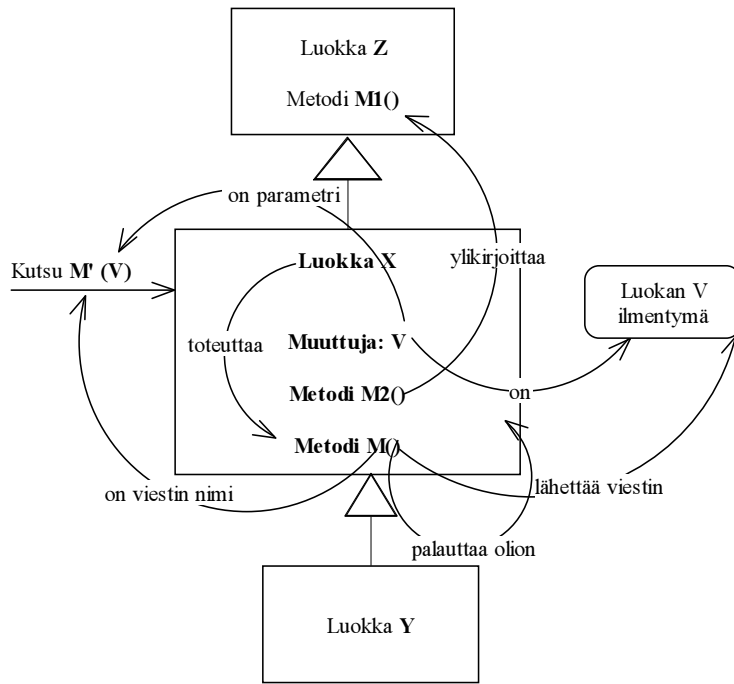 Luokka Z
Metodi M1()
on parametri
Kutsu M' (V)
Luokka X
ylikirjoittaa
Luokan V
ilmentymä
toteuttaa
Muuttuja: V
Metodi M2()
on
Metodi M()
on viestin nimi
lähettää viestin
palauttaa olion
Luokka Y